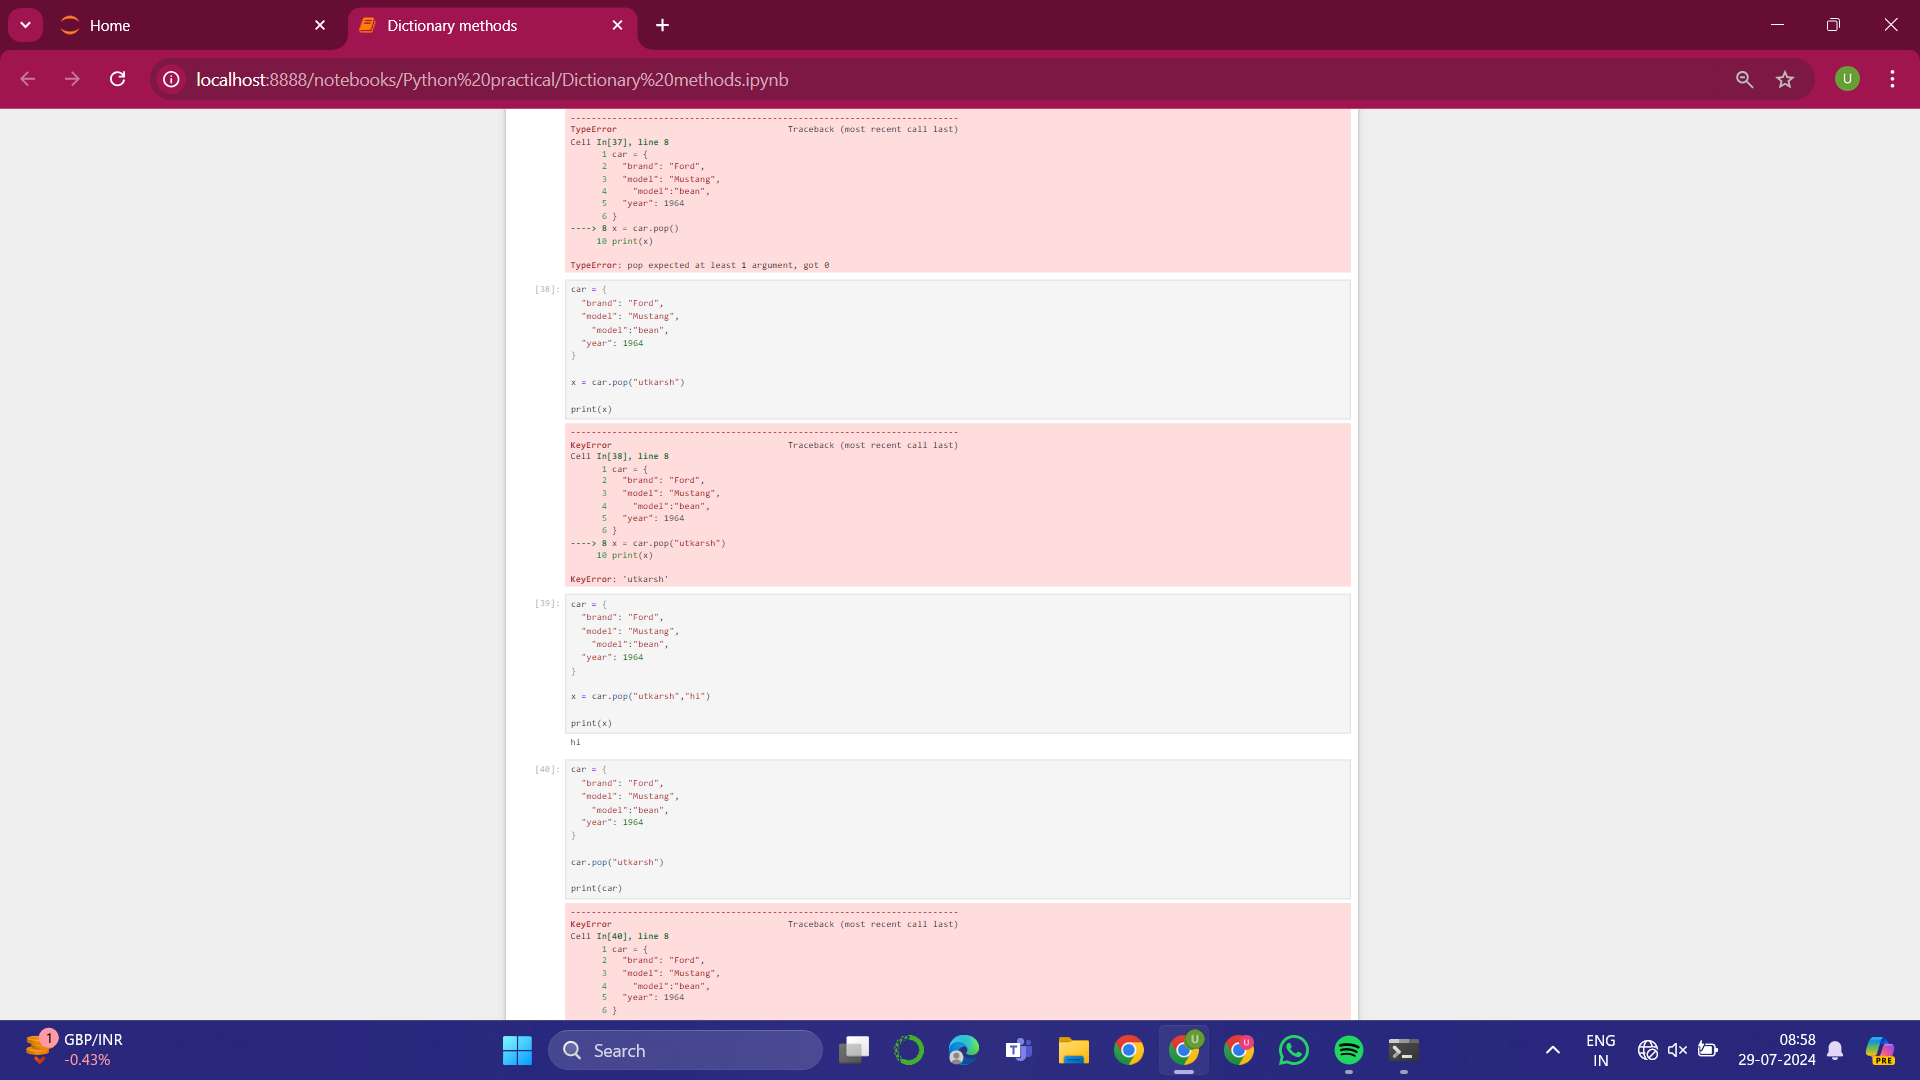 Home
Dictionary methods
localhost:8888/notebooks/Python%20practical/Dictionary%20methods.ipynb
U
---------------------------------------------------------------------------
TypeError                                 Traceback (most recent call last)
Cell In[37], line 8
      1 car = {
      2   "brand": "Ford",
      3   "model": "Mustang",
      4     "model":"bean",
      5   "year": 1964
      6 }
----> 8 x = car.pop()
     10 print(x)
TypeError: pop expected at least 1 argument, got 0
[38]:
car = {
  "brand": "Ford",
  "model": "Mustang",
    "model":"bean",
  "year": 1964
}
x = car.pop("utkarsh")
print(x)
---------------------------------------------------------------------------
KeyError                                  Traceback (most recent call last)
Cell In[38], line 8
      1 car = {
      2   "brand": "Ford",
      3   "model": "Mustang",
      4     "model":"bean",
      5   "year": 1964
      6 }
----> 8 x = car.pop("utkarsh")
     10 print(x)
KeyError: 'utkarsh'
[39]:
car = {
  "brand": "Ford",
  "model": "Mustang",
    "model":"bean",
  "year": 1964
}
x = car.pop("utkarsh","hi")
print(x)
hi
[40]:
car = {
  "brand": "Ford",
  "model": "Mustang",
    "model":"bean",
  "year": 1964
}
car.pop("utkarsh")
print(car)
---------------------------------------------------------------------------
KeyError                                  Traceback (most recent call last)
Cell In[40], line 8
      1 car = {
      2   "brand": "Ford",
      3   "model": "Mustang",
      4     "model":"bean",
      5   "year": 1964
      6 }
1
GBP/INR
-0.43%
Search
T
U
U
ENG
IN
08:58
29-07-2024
PRE